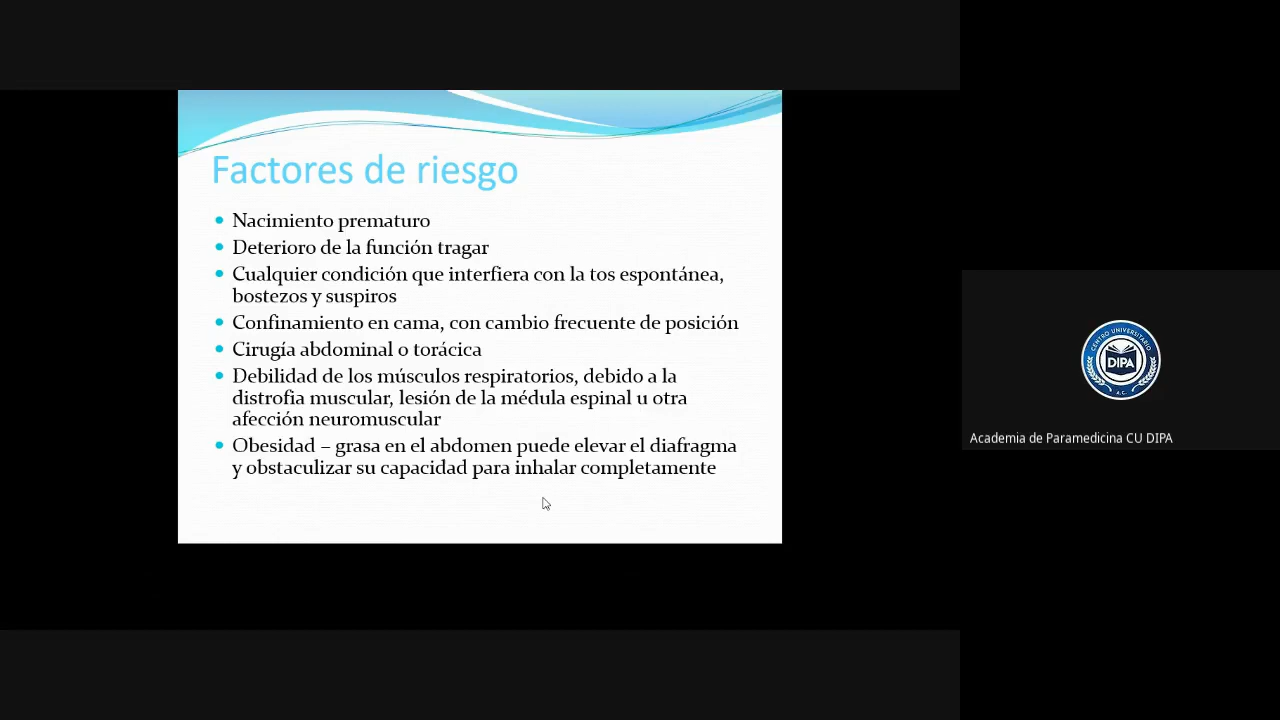 Factores de riesgo
Nacimiento prematuro
Deterioro de la función tragar
Cualquier condición que interfiera con la tos espontánea,
bostezos y suspiros
Confinamiento en cama, con cambio frecuente de posición
Cirugía abdominal o torácica
Debilidad de los músculos respiratorios, debido a la
distrofia muscular, lesión de la médula espinal u otra
afección neuromuscular
Obesidad – grasa en el abdomen puede elevar el diafragma
y obstaculizar su capacidad para inhalar completamente
CENTRO UNIVERSITARIO
DIPA
A.C.
Academia de Paramedicina CU DIPA